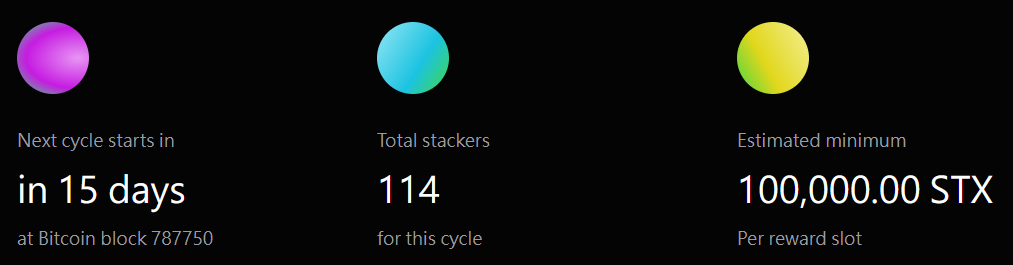 Next cycle starts in
in 15 days
at Bitcoin block 787750
Total stackers
114
for this cycle
Estimated minimum
100,000.00 STX
Per reward slot